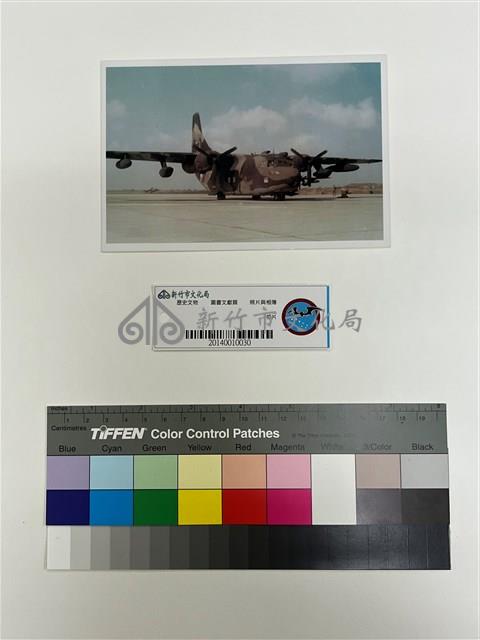 新竹市文化局
歷史文物 圖書文獻類 照片與相簿
照片
20140010030
新竹市文化局
Inches
Centimetres
TIFFEN Color Control Patches
Blue Cyan Green Yellow Red Magenta White 3/Color Black